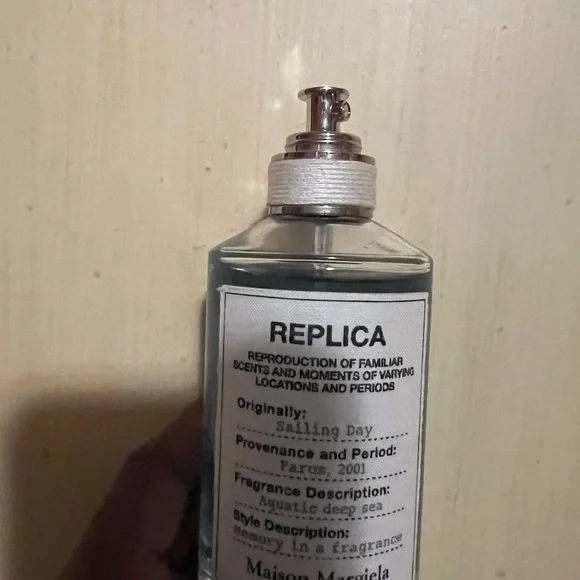 REPLICA
REPRODUCTION OF FAMILIAR
SCENTS AND MOMENTS OF VARYING
LOCATIONS AND PERIODS
Originally:
Sailing Day
Provenance and Period:
Paros, 2001
Fragrance Description:
Aquatic deep sea
Style Description:
Memory in a fragrance
Maison Margiela